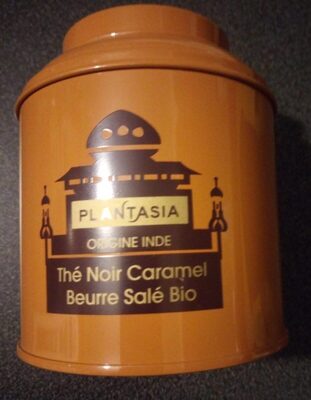 PLANTASIA
ORIGINE INDE
Thé Noir Caramel
Beurre Salé Bio